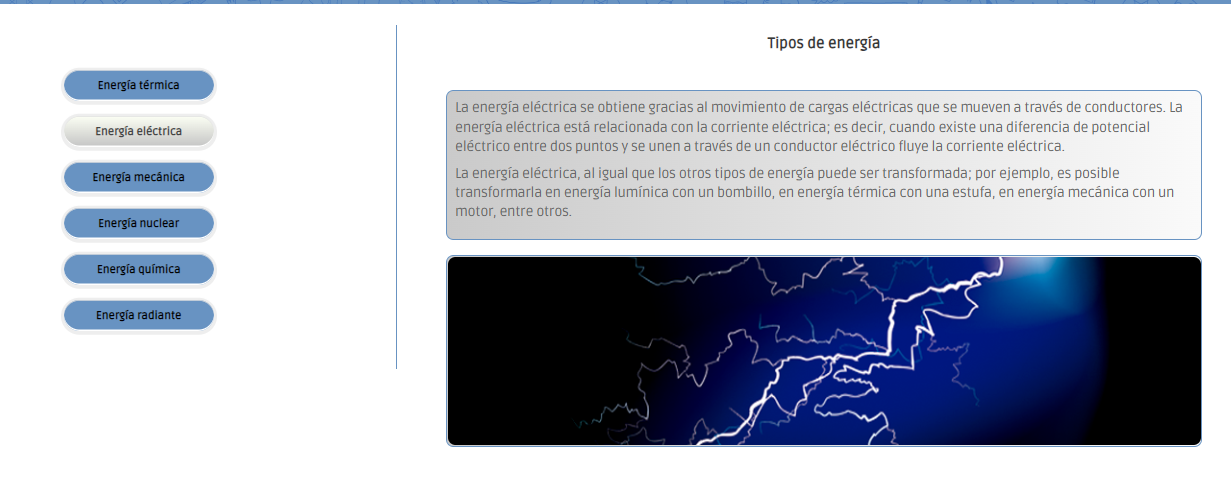 Tipos de energía
Energía térmica
Energía eléctrica
Energía mecánica
Energía nuclear
Energía química
Energía radiante
La energía eléctrica se obtiene gracias al movimiento de cargas eléctricas que se mueven a través de conductores. La
energía eléctrica está relacionada con la corriente eléctrica; es decir, cuando existe una diferencia de potencial
eléctrico entre dos puntos y se unen a través de un conductor eléctrico fluye la corriente eléctrica.
La energía eléctrica, al igual que los otros tipos de energía puede ser transformada; por ejemplo, es posible
transformarla en energía lumínica con un bombillo, en energía térmica con una estufa, en energía mecánica con un
motor, entre otros.